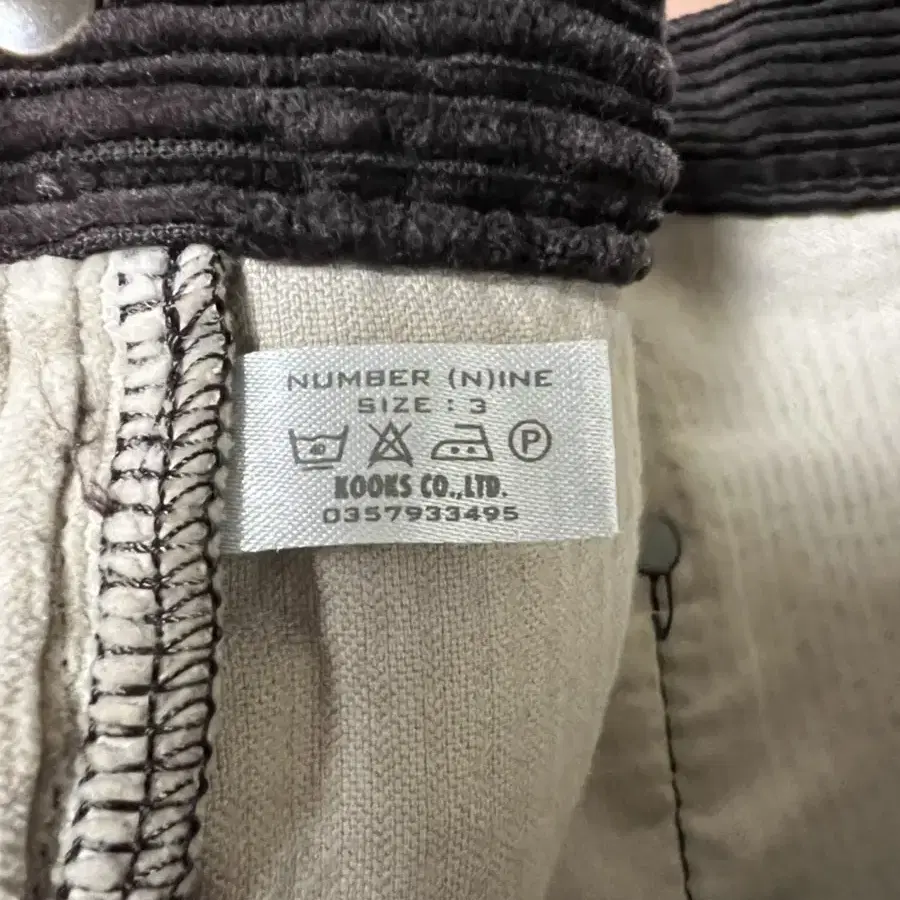 NUMBER (N)INE
SIZE : 3
40 P
KOOKS CO.,LTD.
0357933495